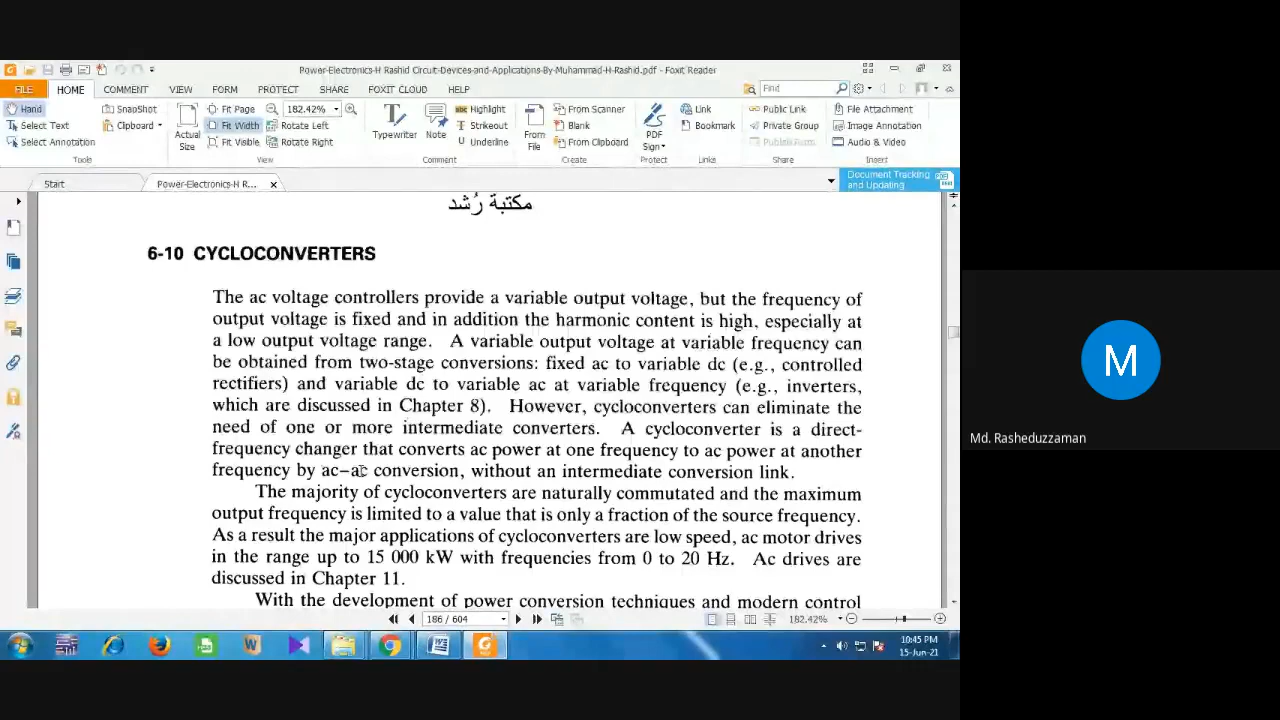 Power-Electronics-H Rashid Circuit-Devices-and-Applications-By-Muhammad-H-Rashid.pdf - Foxit Reader
FILE HOME COMMENT VIEW FORM PROTECT SHARE FOXIT CLOUD HELP Find
Hand SnapShot Fit Page 182.42% Highlight From Scanner Link Public Link File Attachment
Select Text Clipboard Fit Width Rotate Left Strikeout Blank Bookmark Private Group Image Annotation
Select Annotation Actual Size Fit Visible Rotate Right Typewriter Note Underline From File From Clipboard PDF Sign Audio & Video
Tools View Comment Create Protect Links Share Insert
Start Power-Electronics-H R... Document Tracking
and Updating
مكتبة رُشد
6-10 CYCLOCONVERTERS
The ac voltage controllers provide a variable output voltage, but the frequency of
output voltage is fixed and in addition the harmonic content is high, especially at
a low output voltage range. A variable output voltage at variable frequency can
be obtained from two-stage conversions: fixed ac to variable dc (e.g., controlled
rectifiers) and variable dc to variable ac at variable frequency (e.g., inverters,
which are discussed in Chapter 8). However, cycloconverters can eliminate the
need of one or more intermediate converters. A cycloconverter is a direct-
frequency changer that converts ac power at one frequency to ac power at another
frequency by ac–ac conversion, without an intermediate conversion link.
The majority of cycloconverters are naturally commutated and the maximum
output frequency is limited to a value that is only a fraction of the source frequency.
As a result the major applications of cycloconverters are low speed, ac motor drives
in the range up to 15 000 kW with frequencies from 0 to 20 Hz. Ac drives are
discussed in Chapter 11.
With the development of power conversion techniques and modern control
186 / 604 182.42%
10:45 PM
15-Jun-21
M
Md. Rasheduzzaman